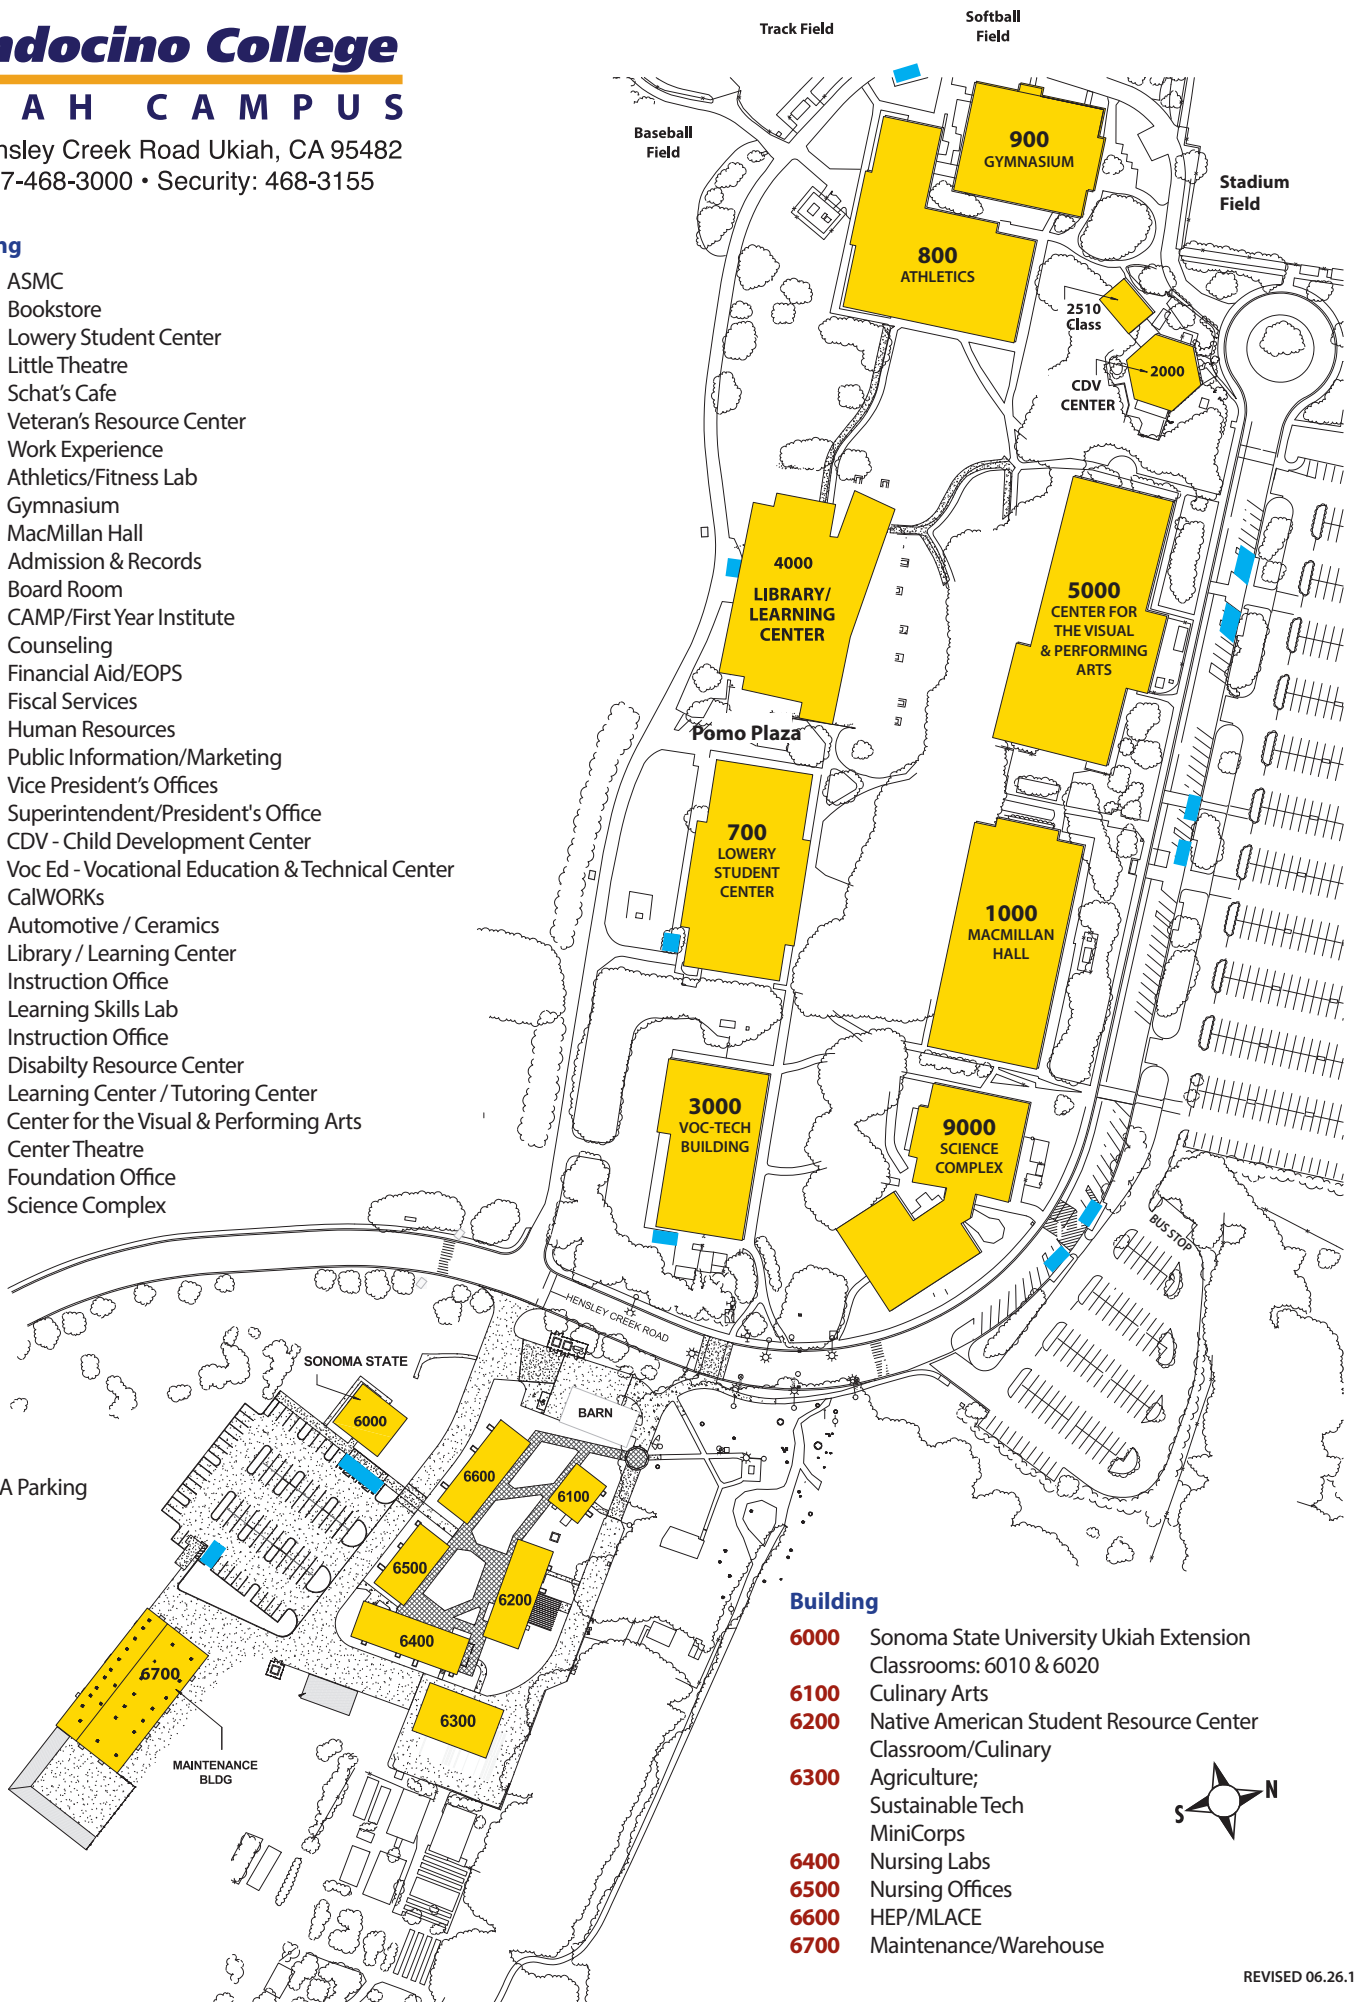 ndocino College
AH CAMPUS
nsley Creek Road Ukiah, CA 95482
7-468-3000 • Security: 468-3155
ng
ASMC
Bookstore
Lowery Student Center
Little Theatre
Schat's Cafe
Veteran's Resource Center
Work Experience
Athletics/Fitness Lab
Gymnasium
MacMillan Hall
Admission & Records
Board Room
CAMP/First Year Institute
Counseling
Financial Aid/EOPS
Fiscal Services
Human Resources
Public Information/Marketing
Vice President's Offices
Superintendent/President's Office
CDV - Child Development Center
Voc Ed - Vocational Education & Technical Center
CalWORKs
Automotive / Ceramics
Library / Learning Center
Instruction Office
Learning Skills Lab
Instruction Office
Disabilty Resource Center
Learning Center / Tutoring Center
Center for the Visual & Performing Arts
Center Theatre
Foundation Office
Science Complex
A Parking
Track Field
Softball
Field
Baseball
Field
900
GYMNASIUM
Stadium
Field
800
ATHLETICS
2510
Class
2000
CDV
CENTER
4000
LIBRARY/
LEARNING
CENTER
5000
CENTER FOR
THE VISUAL
& PERFORMING
ARTS
Pomo Plaza
700
LOWERY
STUDENT
CENTER
1000
MACMILLAN
HALL
3000
VOC-TECH
BUILDING
9000
SCIENCE
COMPLEX
BUS STOP
HENSLEY CREEK ROAD
SONOMA STATE
6000
BARN
6600
6100
6500
6200
6400
6700
6300
MAINTENANCE
BLDG
Building
6000 Sonoma State University Ukiah Extension
Classrooms: 6010 & 6020
6100 Culinary Arts
6200 Native American Student Resource Center
Classroom/Culinary
6300 Agriculture;
Sustainable Tech
MiniCorps
6400 Nursing Labs
6500 Nursing Offices
6600 HEP/MLACE
6700 Maintenance/Warehouse
N
S
REVISED 06.26.1